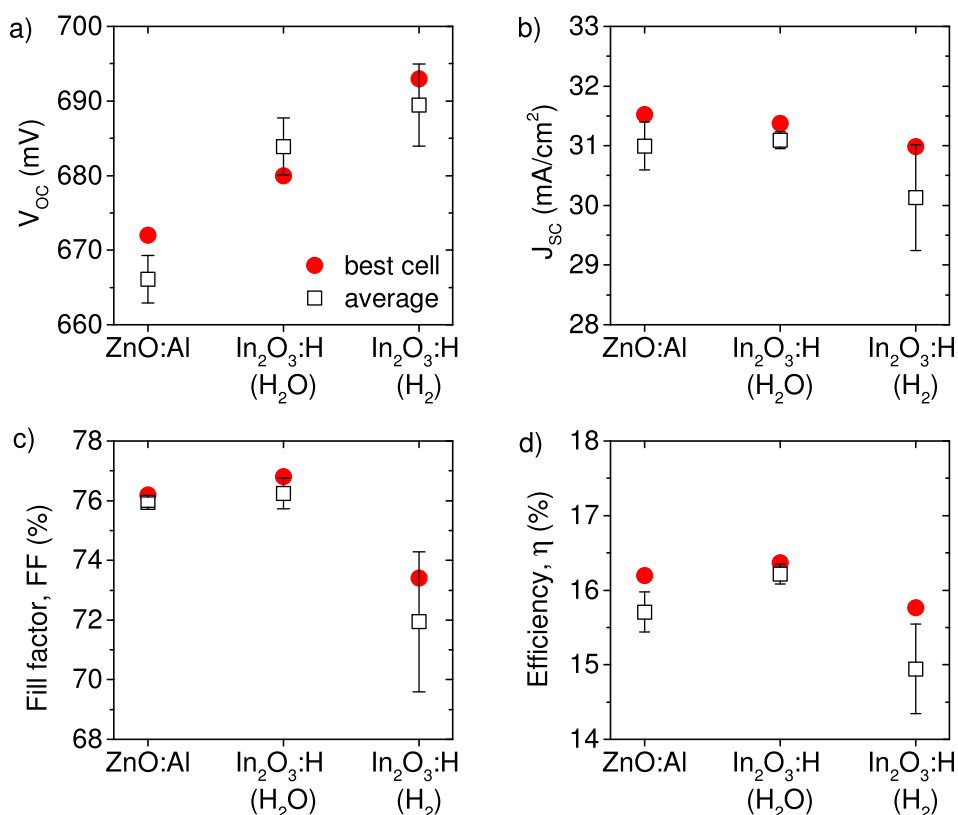 a)
700
690
680
670
660
V_OC (mV)
best cell
average
ZnO:Al
In₂O₃:H
(H₂O)
In₂O₃:H
(H₂)
b)
33
32
31
30
29
28
J_SC (mA/cm²)
ZnO:Al
In₂O₃:H
(H₂O)
In₂O₃:H
(H₂)
c)
78
76
74
72
70
68
Fill factor, FF (%)
ZnO:Al
In₂O₃:H
(H₂O)
In₂O₃:H
(H₂)
d)
18
17
16
15
14
Efficiency, η (%)
ZnO:Al
In₂O₃:H
(H₂O)
In₂O₃:H
(H₂)